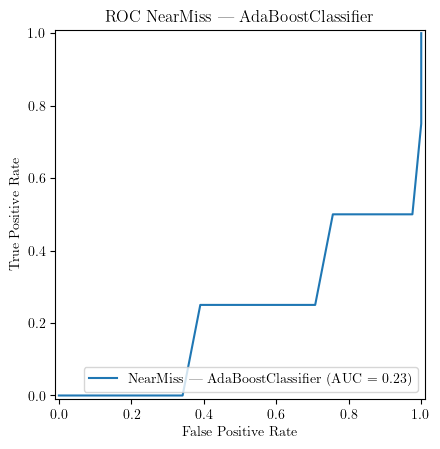 ROC NearMiss — AdaBoostClassifier
True Positive Rate
1.0
0.8
0.6
0.4
0.2
0.0
NearMiss — AdaBoostClassifier (AUC = 0.23)
0.0 0.2 0.4 0.6 0.8 1.0
False Positive Rate